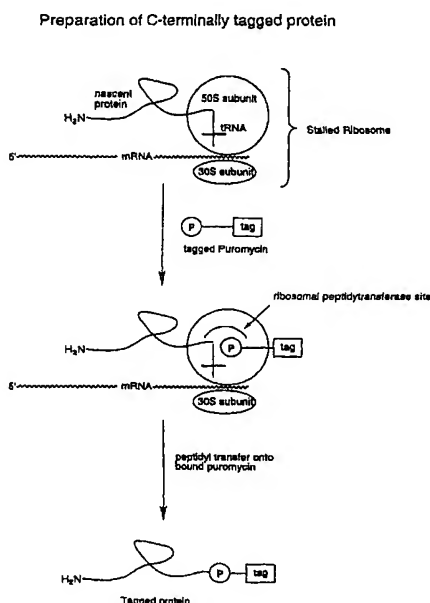 Preparation of C-terminally tagged protein
nascent
protein
50S subunit
H₂N
tRNA
Stalled Ribosome
5'
mRNA
30S subunit
P
tag
tagged Puromycin
ribosomal peptidytransferase site
H₂N
P
tag
5'
mRNA
30S subunit
peptidyl transfer onto
bound puromycin
H₂N
P
tag
Tagged protein